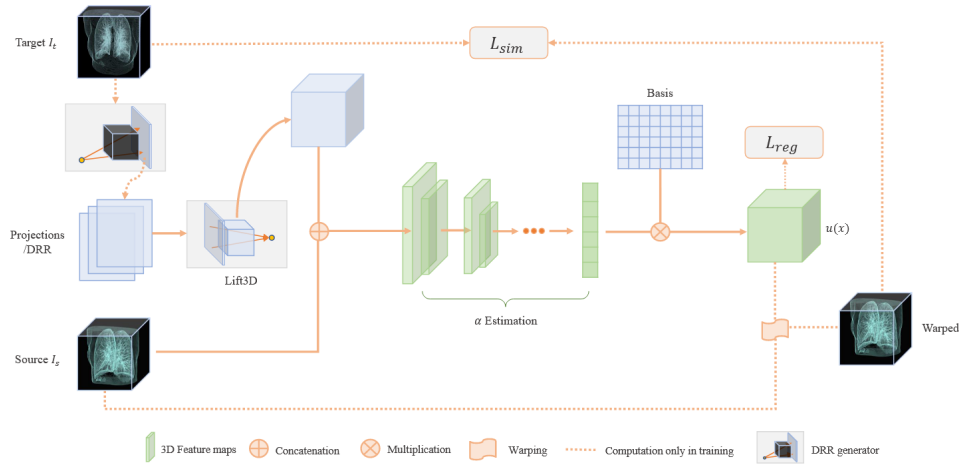 Target I_t
L_sim
Basis
L_reg
Projections
/DRR
Lift3D
u(x)
α Estimation
Source I_s
Warped
3D Feature maps
Concatenation
Multiplication
Warping
Computation only in training
DRR generator